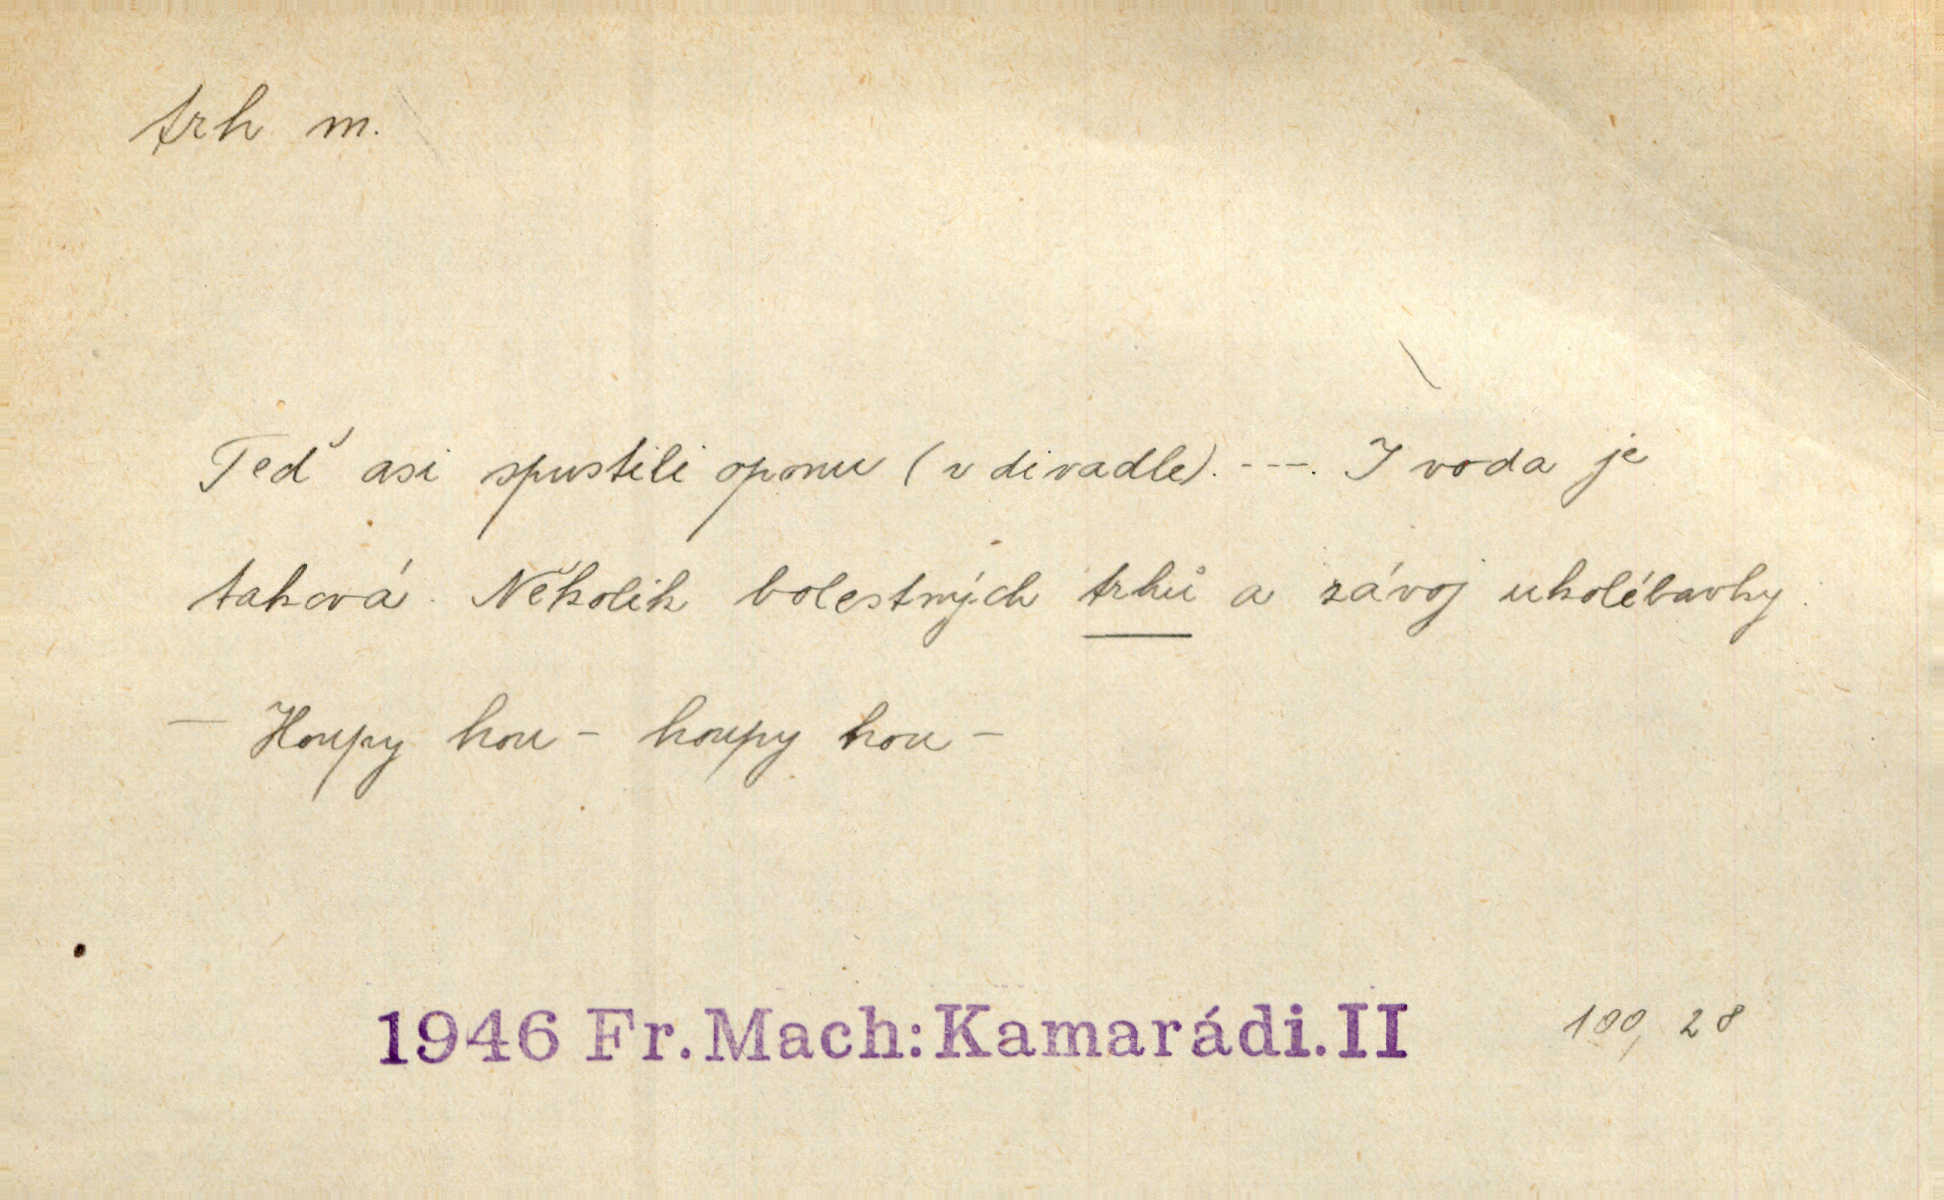 trh m.
Teď asi spustili oponu (v divadle). ---. I voda je
taková. Několik bolestných trhů a závoj ukolébavky.
— Houpy hou – houpy hou –
1946 Fr. Mach: Kamarádi. II 100, 28